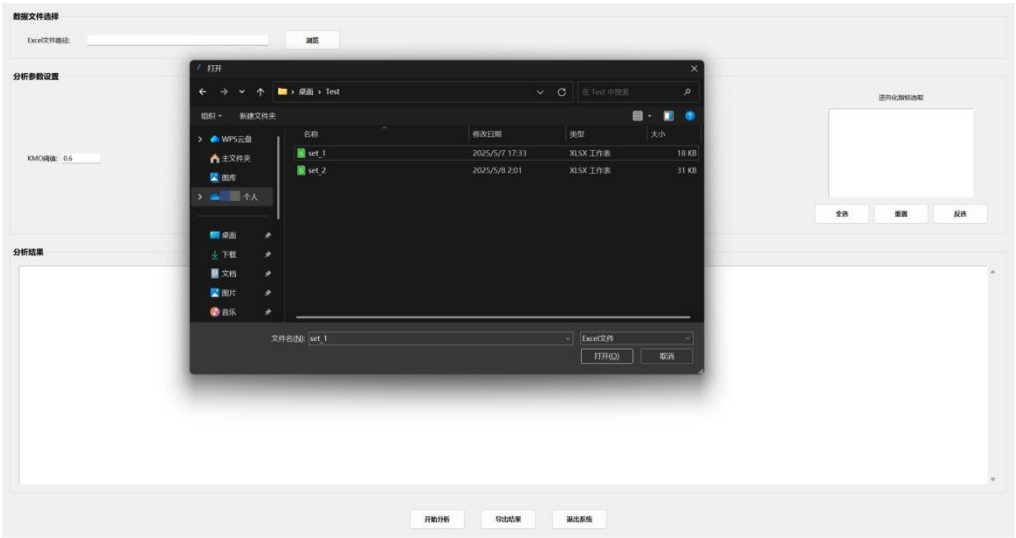 数据文件选择
Excel文件路径:
浏览
分析参数设置
KMO阈值: 0.6
逆向化指标选取
全选 重置 反选
打开
桌面 › Test
在 Test 中搜索
组织 新建文件夹
名称 修改日期 类型 大小
set_1 2025/5/7 17:33 XLSX 工作表 18 KB
set_2 2025/5/8 2:01 XLSX 工作表 31 KB
WPS云盘
主文件夹
图库
个人
桌面
下载
文档
图片
音乐
文件名(N): set_1 Excel文件
打开(O) 取消
分析结果
开始分析 导出结果 退出系统